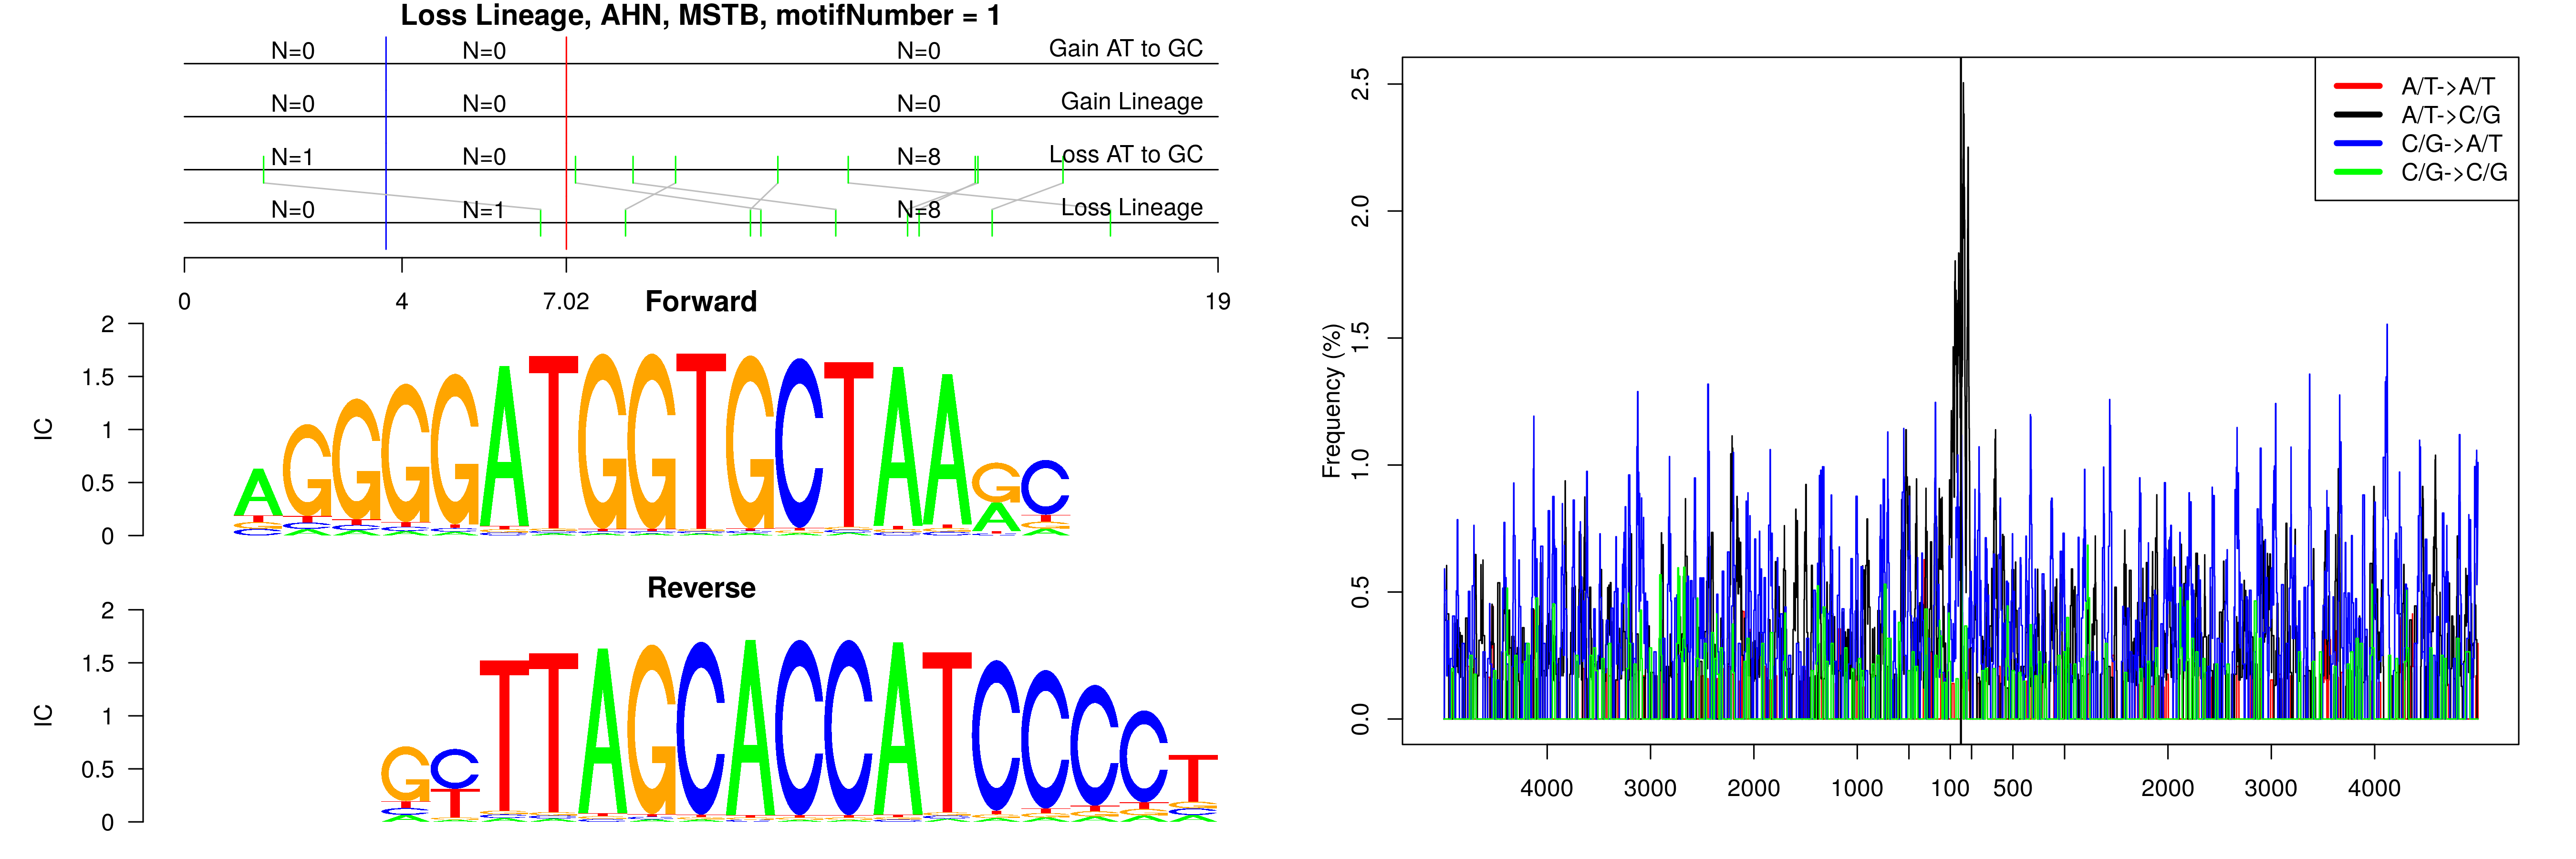 Loss Lineage, AHN, MSTB, motifNumber = 1
N=0 N=0 N=0 Gain AT to GC
N=0 N=0 N=0 Gain Lineage
N=1 N=0 N=8 Loss AT to GC
N=0 N=1 N=8 Loss Lineage
0 4 7.02 19
Forward
IC
2
1.5
1
0.5
0
AGGGGATGGTGCTAAGC
A
Reverse
IC
2
1.5
1
0.5
0
GCTTAGCACCATCCCCT
T
Frequency (%)
2.5
2.0
1.5
1.0
0.5
0.0
A/T->A/T
A/T->C/G
C/G->A/T
C/G->C/G
4000 3000 2000 1000 100 500 2000 3000 4000